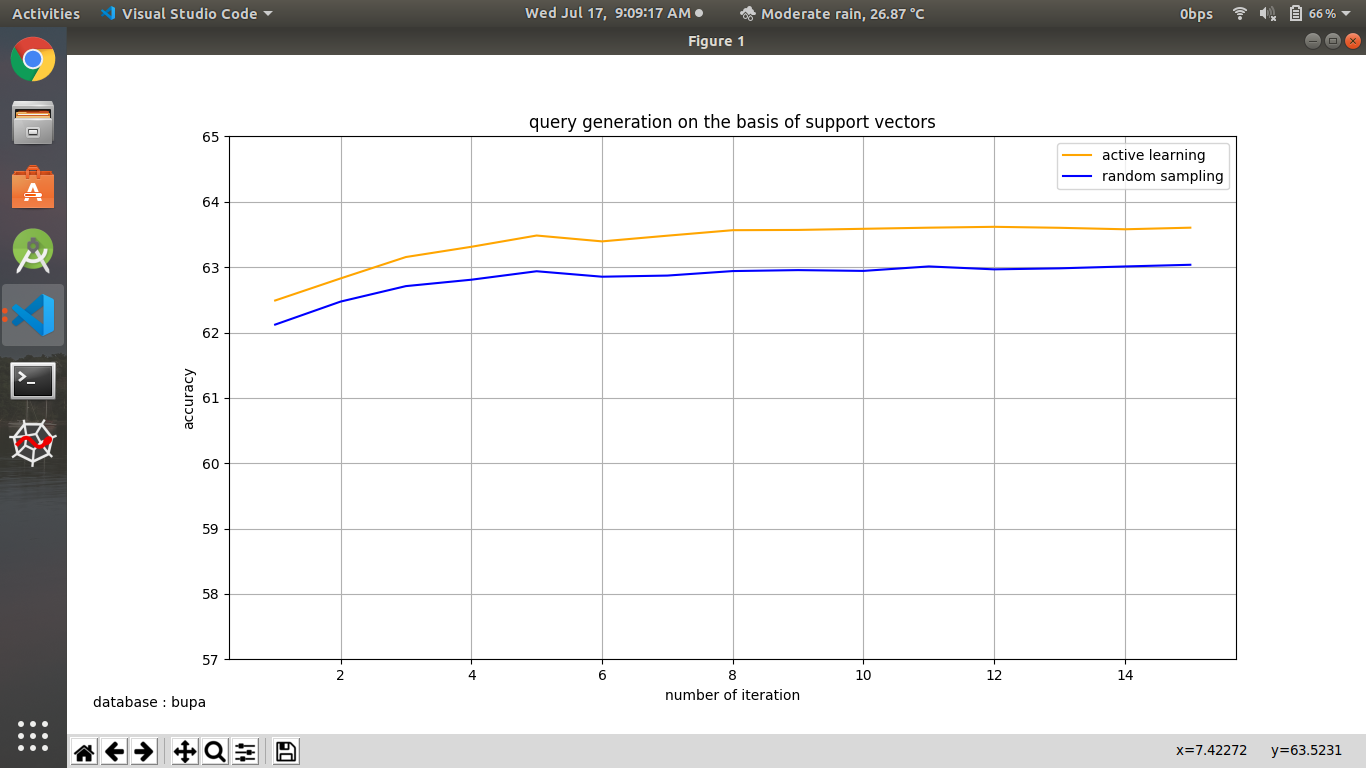 Activities Visual Studio Code Wed Jul 17, 9:09:17 AM Moderate rain, 26.87 °C 0bps 66%
Figure 1
query generation on the basis of support vectors
active learning
random sampling
65
64
63
62
61
60
59
58
57
accuracy
2 4 6 8 10 12 14
number of iteration
database : bupa
x=7.42272 y=63.5231